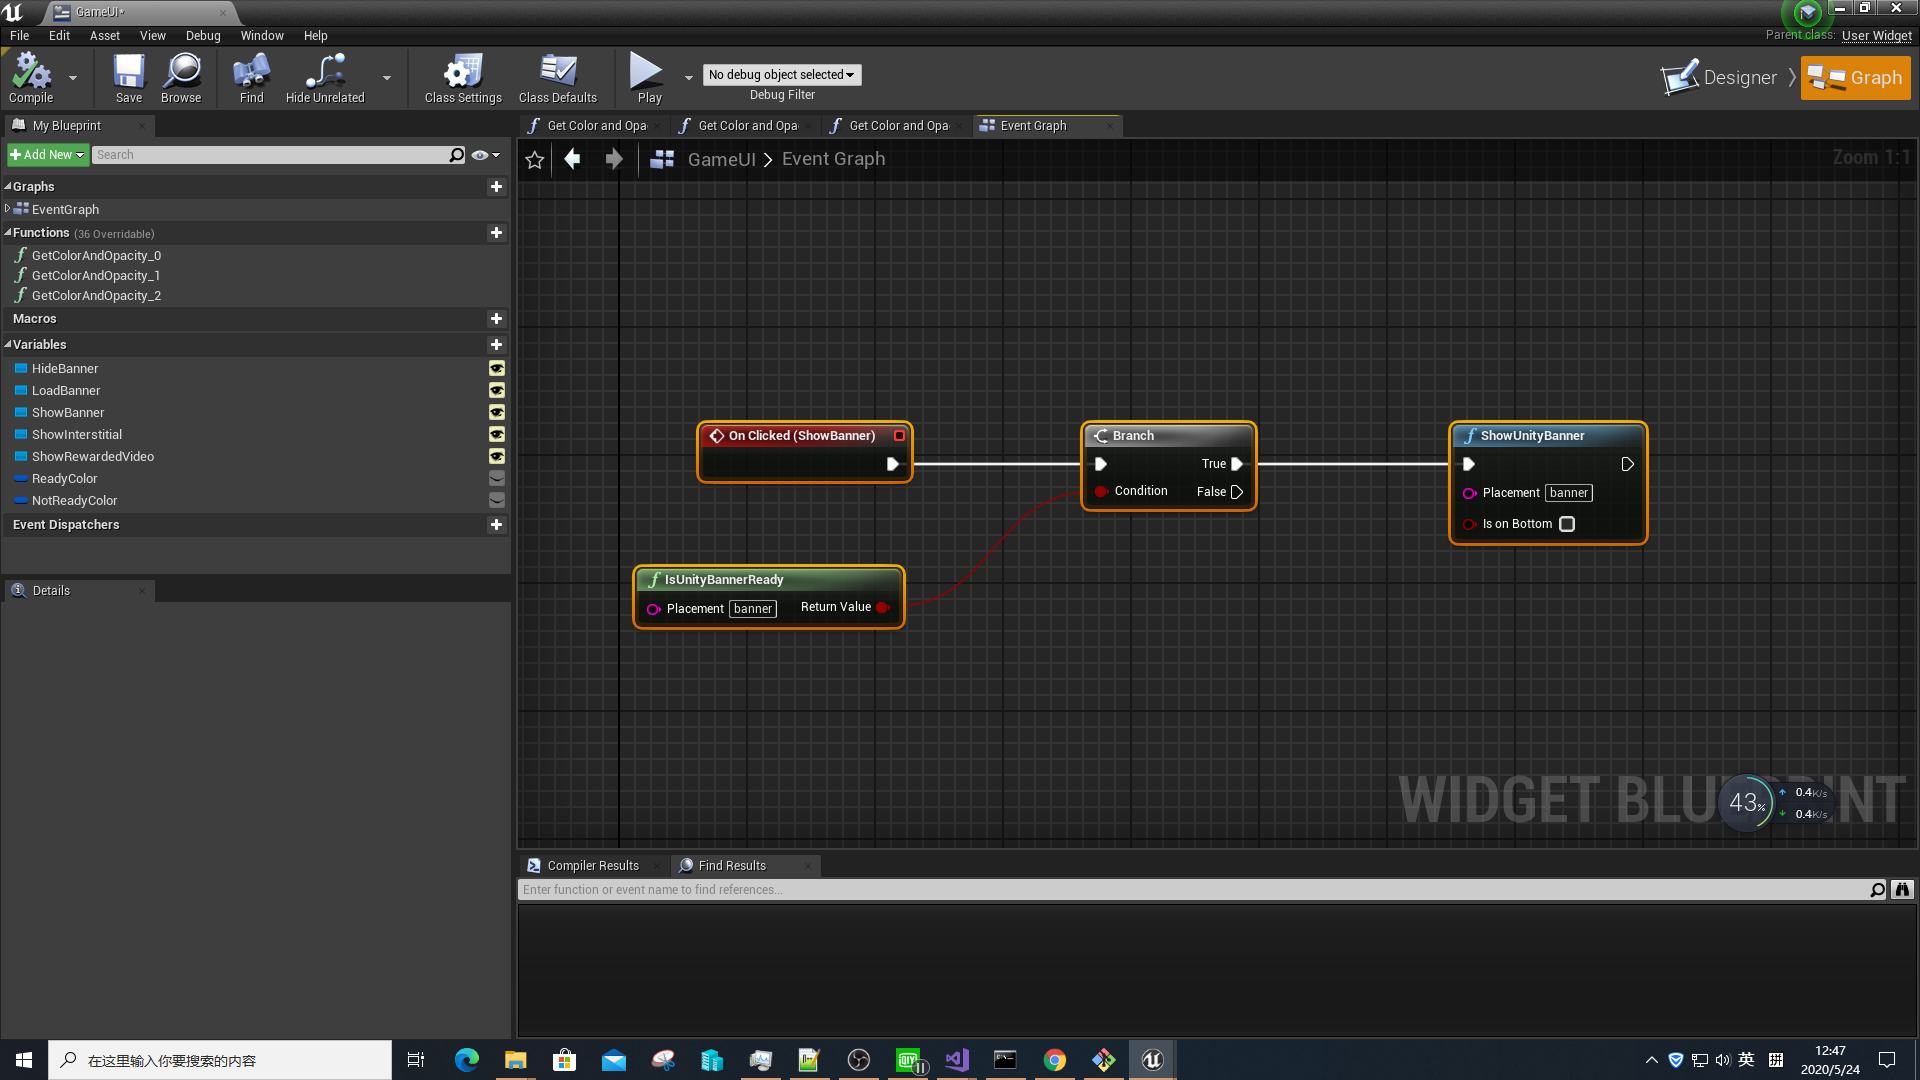 GameUI*
File Edit Asset View Debug Window Help
Parent class: User Widget
Compile
Save
Browse
Find
Hide Unrelated
Class Settings
Class Defaults
Play
No debug object selected
Debug Filter
Designer
Graph
My Blueprint
Get Color and Opa
Get Color and Opa
Get Color and Opa
Event Graph
Add New
Search
GameUI > Event Graph
Zoom 1:1
Graphs
EventGraph
Functions (36 Overridable)
GetColorAndOpacity_0
GetColorAndOpacity_1
GetColorAndOpacity_2
Macros
Variables
HideBanner
LoadBanner
ShowBanner
ShowInterstitial
ShowRewardedVideo
ReadyColor
NotReadyColor
Event Dispatchers
Details
On Clicked (ShowBanner)
Branch
True
Condition
False
ShowUnityBanner
Placement banner
Is on Bottom
IsUnityBannerReady
Placement banner
Return Value
43%
0.4K/s
0.4K/s
Compiler Results
Find Results
Enter function or event name to find references...
在这里输入你要搜索的内容
英
12:47
2020/5/24